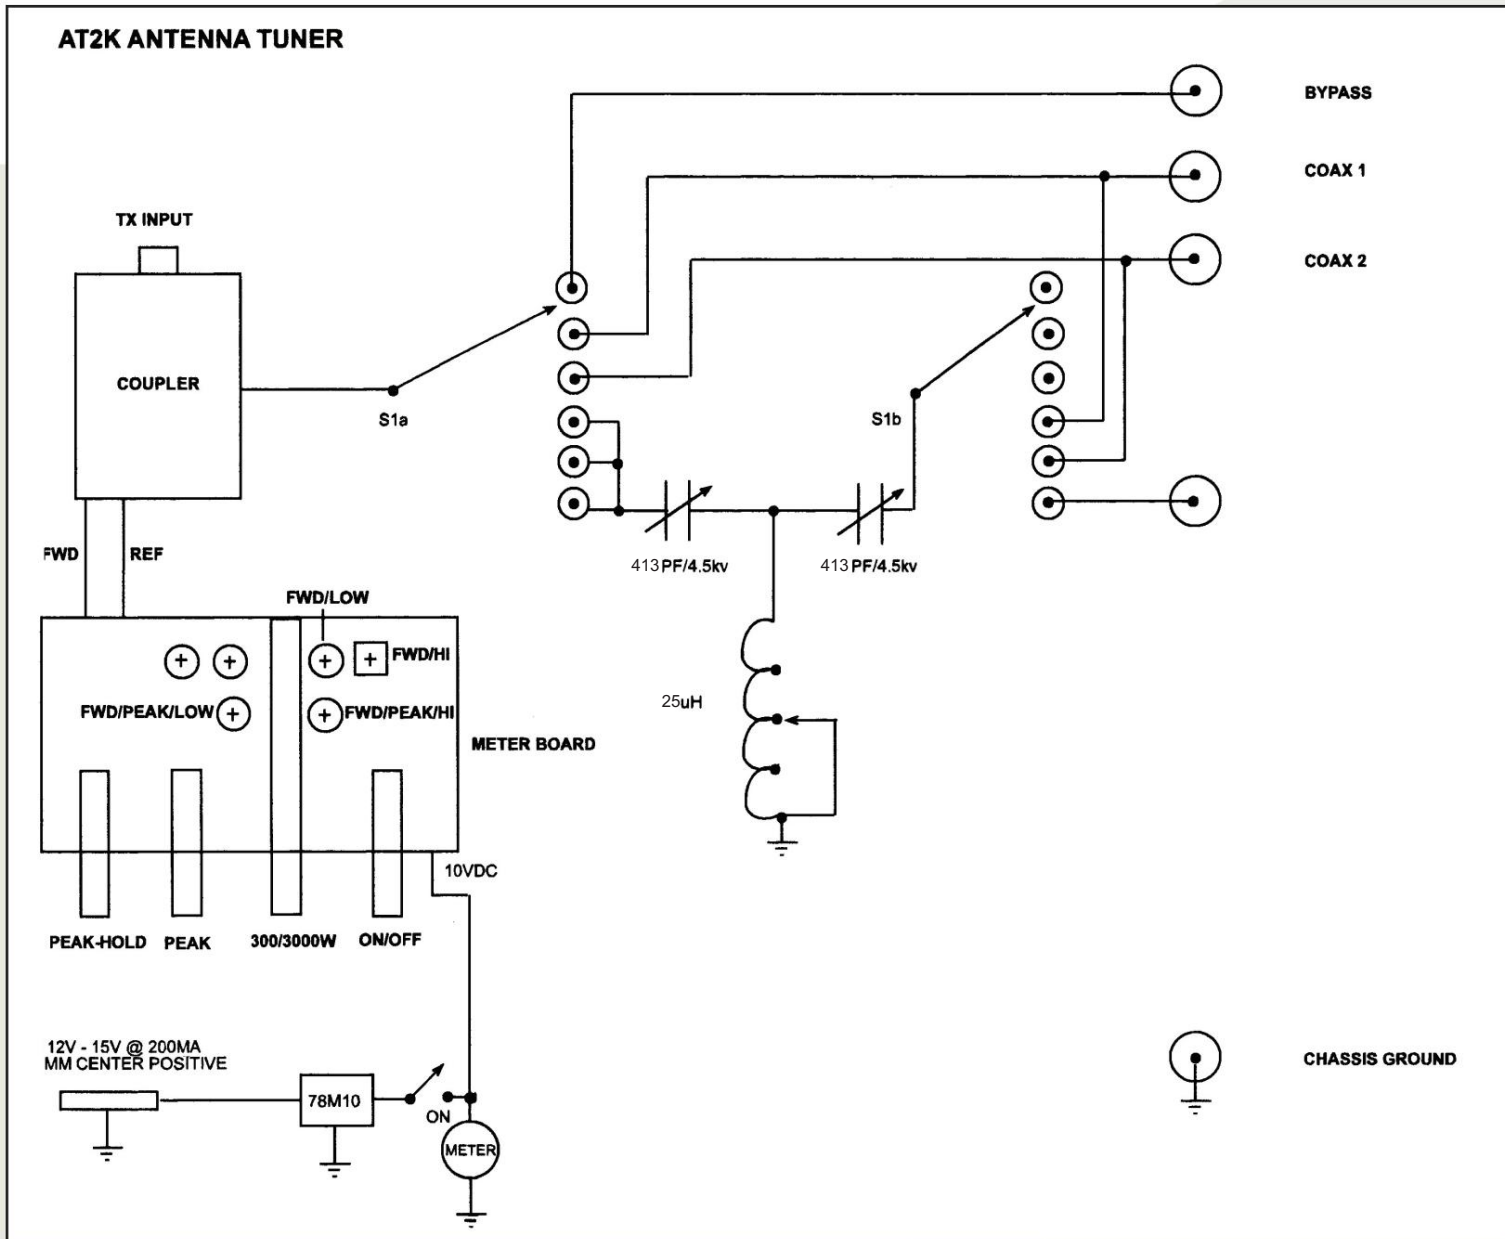 AT2K ANTENNA TUNER
BYPASS
COAX 1
TX INPUT
COAX 2
COUPLER
S1a
S1b
FWD
REF
413PF/4.5kv
413PF/4.5kv
FWD/LOW
FWD/HI
FWD/PEAK/LOW
FWD/PEAK/HI
25uH
METER BOARD
10VDC
PEAK-HOLD
PEAK
300/3000W
ON/OFF
12V - 15V @ 200MA
MM CENTER POSITIVE
CHASSIS GROUND
78M10
ON
METER